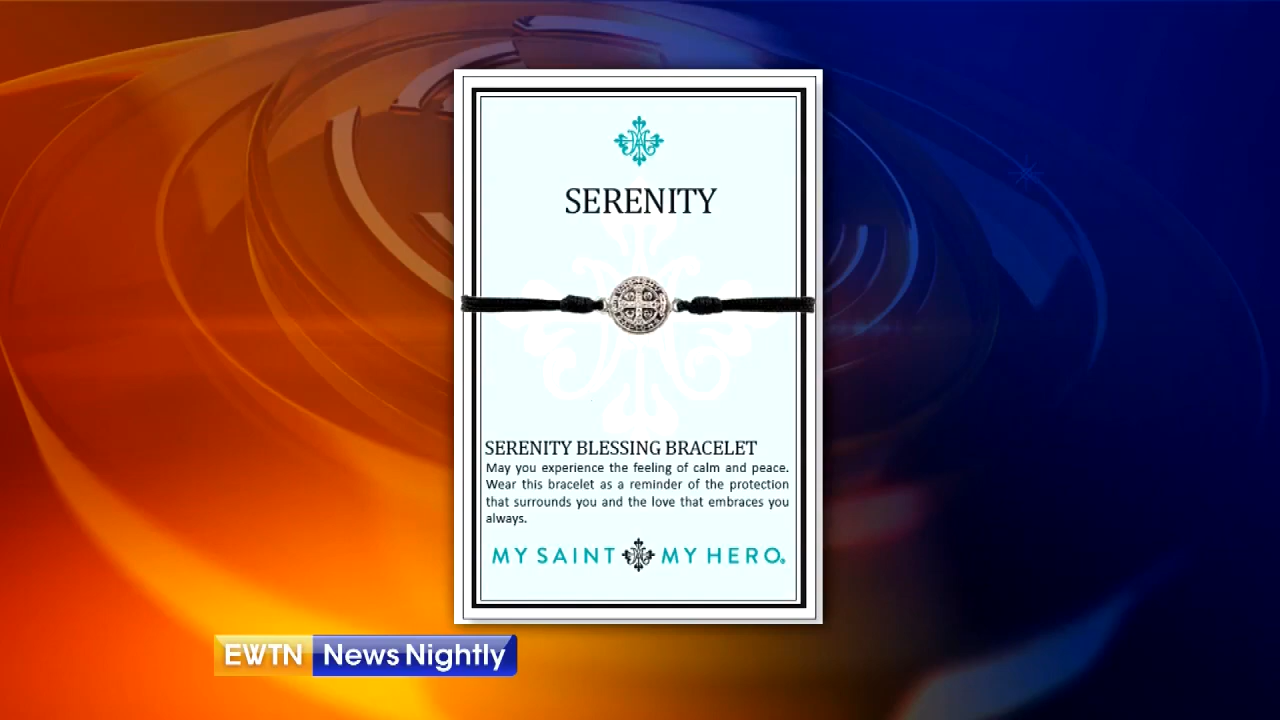 SERENITY
SERENITY BLESSING BRACELET
May you experience the feeling of calm and peace.
Wear this bracelet as a reminder of the protection
that surrounds you and the love that embraces you
always.
MY SAINT MY HERO®
EWTN News Nightly